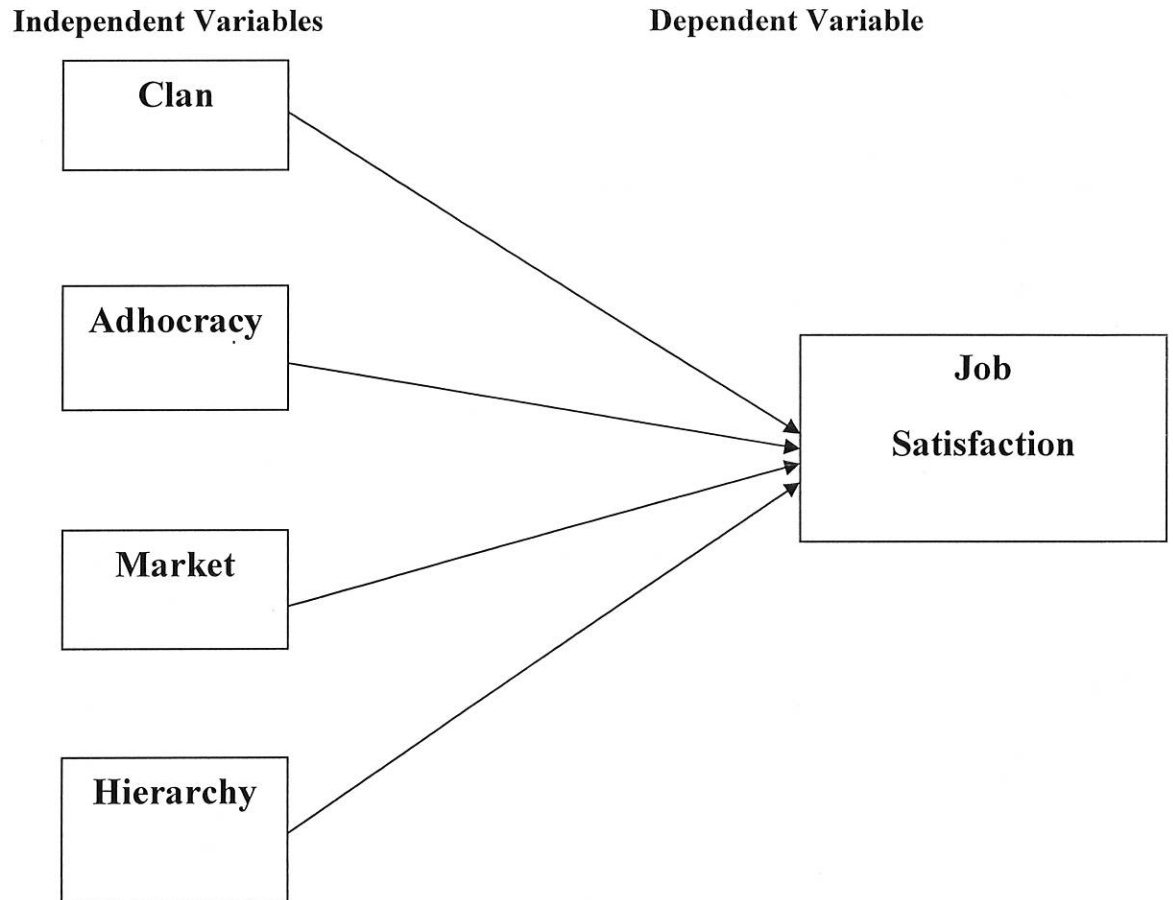 Independent Variables
Dependent Variable
Clan
Adhocracy
Job
Satisfaction
Market
Hierarchy